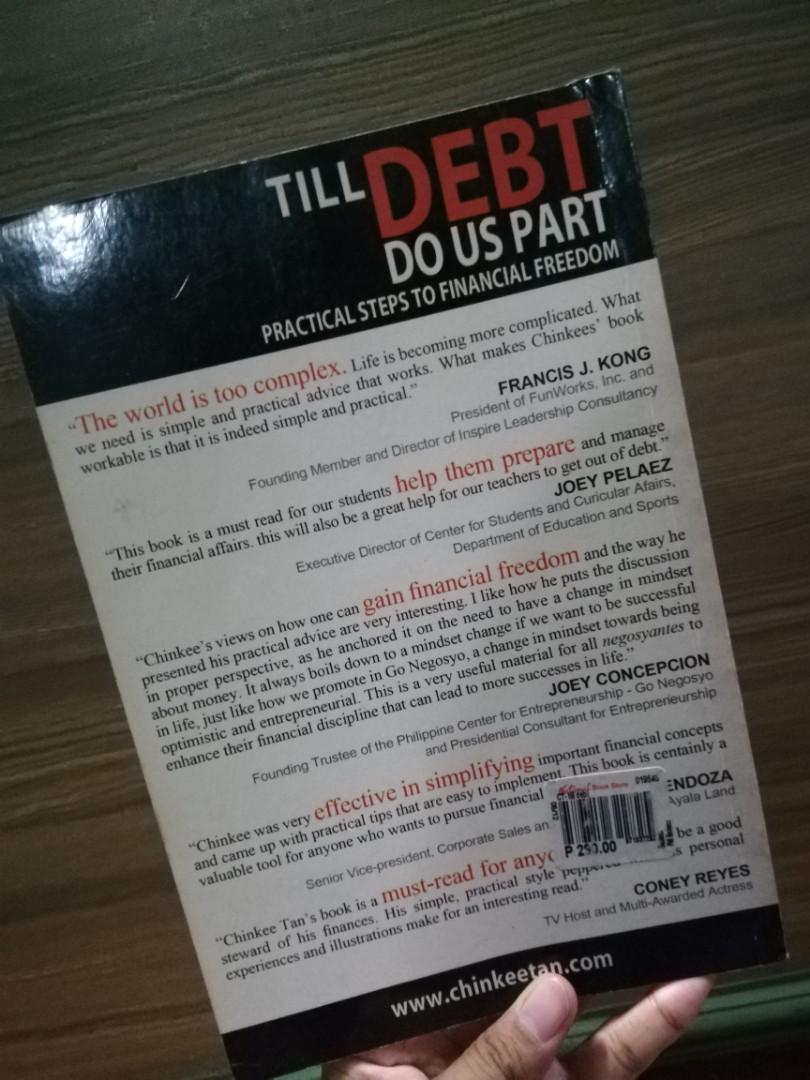 TILL DEBT
DO US PART
PRACTICAL STEPS TO FINANCIAL FREEDOM
"The world is too complex. Life is becoming more complicated. What
we need is simple and practical advice that works. What makes Chinkees' book
workable is that it is indeed simple and practical."
FRANCIS J. KONG
President of FunWorks, Inc. and
Founding Member and Director of Inspire Leadership Consultancy
"This book is a must read for our students help them prepare and manage
their financial affairs. this will also be a great help for our teachers to get out of debt."
JOEY PELAEZ
Executive Director of Center for Students and Curicular Afairs,
Department of Education and Sports
"Chinkee's views on how one can gain financial freedom and the way he
presented his practical advice are very interesting. I like how he puts the discussion
in proper perspective, as he anchored it on the need to have a change in mindset
about money. It always boils down to a mindset change if we want to be successful
in life, just like how we promote in Go Negosyo, a change in mindset towards being
optimistic and entrepreneurial. This is a very useful material for all negosyantes to
enhance their financial discipline that can lead to more successes in life."
JOEY CONCEPCION
Founding Trustee of the Philippine Center for Entrepreneurship - Go Negosyo
and Presidential Consultant for Entrepreneurship
"Chinkee was very effective in simplifying important financial concepts
and came up with practical tips that are easy to implement. This book is centainly a
valuable tool for anyone who wants to pursue financial
ENDOZA
Senior Vice-president, Corporate Sales an Ayala Land
Book Store 019546
P
"Chinkee Tan's book is a must-read for anyo be a good
steward of his finances. His simple, practical style peppered personal
experiences and illustrations make for an interesting read."
CONEY REYES
TV Host and Multi-Awarded Actress
www.chinkeetan.com